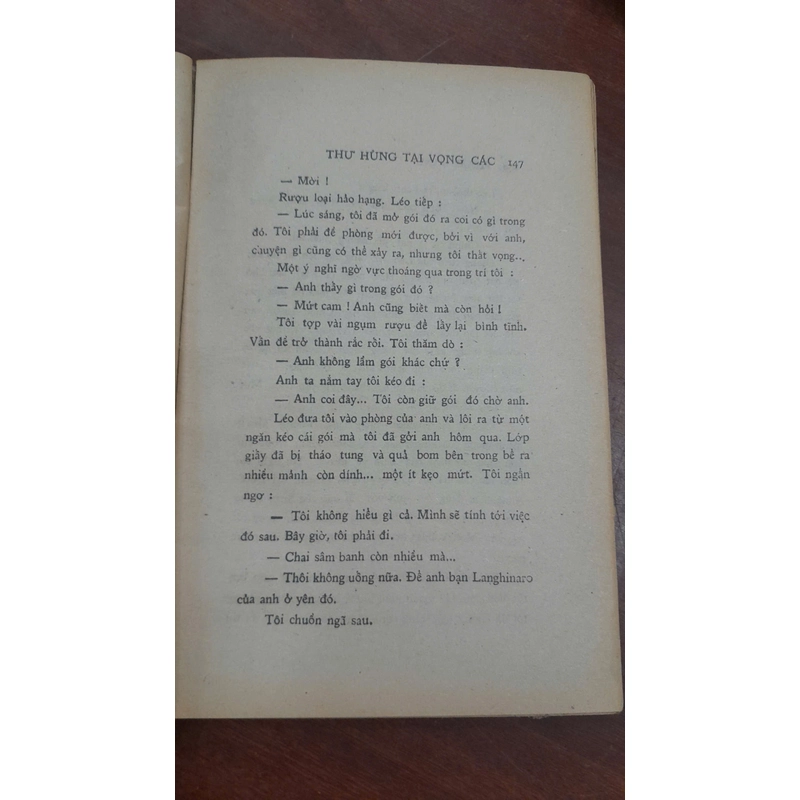 THƯ HÙNG TẠI VỌNG CÁC 147
— Mời !
Rượu loại hảo hạng. Léo tiếp :
— Lúc sáng, tôi đã mở gói đó ra coi có gì trong
đó. Tôi phải đề phòng mới được, bởi vì với anh,
chuyện gì cũng có thể xảy ra, nhưng tôi thất vọng...
Một ý nghi ngờ vực thoáng qua trong trí tôi :
— Anh thấy gì trong gói đó ?
— Mứt cam ! Anh cũng biết mà còn hỏi !
Tôi tợp vài ngụm rượu để lấy lại bình tĩnh.
Vấn đề trở thành rắc rối. Tôi thăm dò :
— Anh không lầm gói khác chứ ?
Anh ta nắm tay tôi kéo đi :
— Anh coi đây... Tôi còn giữ gói đó chờ anh.
Léo đưa tôi vào phòng của anh và lôi ra từ một
ngăn kéo cái gói mà tôi đã gởi anh hôm qua. Lớp
giấy đã bị tháo tung và quả bom bên trong bể ra
nhiều mảnh còn dính... một ít kẹo mứt. Tôi ngẩn
ngơ :
— Tôi không hiểu gì cả. Mình sẽ tính tới việc
đó sau. Bây giờ, tôi phải đi.
— Chai sâm banh còn nhiều mà...
— Thôi không uống nữa. Để anh bạn Langhinaro
của anh ở yên đó.
Tôi chuồn ngã sau.